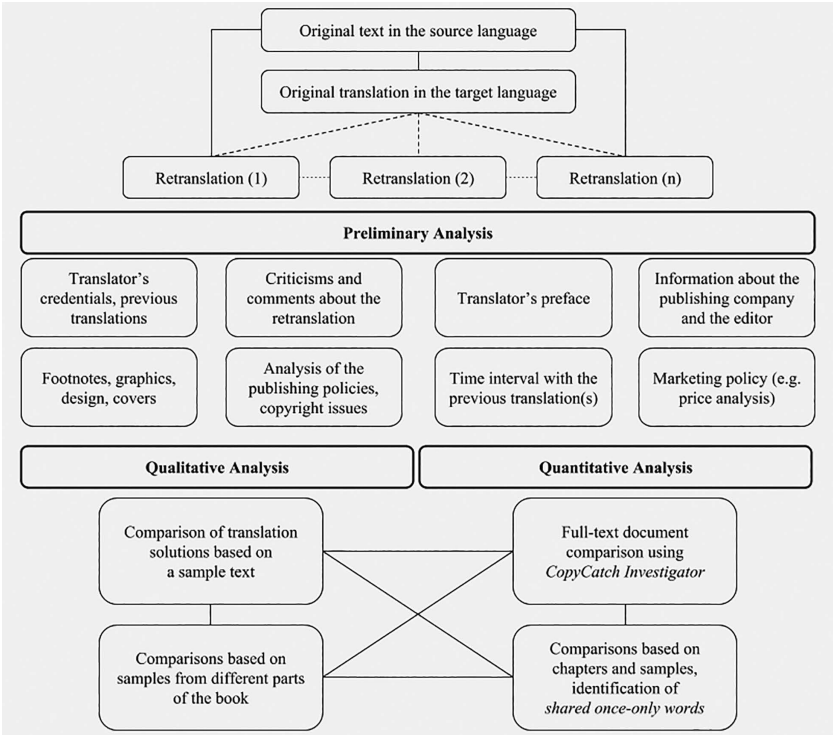 Original text in the source language
Original translation in the target language
Retranslation (1)
Retranslation (2)
Retranslation (n)
Preliminary Analysis
Translator’s
credentials, previous
translations
Criticisms and
comments about the
retranslation
Translator’s preface
Information about the
publishing company
and the editor
Footnotes, graphics,
design, covers
Analysis of the
publishing policies,
copyright issues
Time interval with the
previous translation(s)
Marketing policy (e.g.
price analysis)
Qualitative Analysis
Quantitative Analysis
Comparison of translation
solutions based on
a sample text
Full-text document
comparison using
CopyCatch Investigator
Comparisons based on
samples from different parts
of the book
Comparisons based on
chapters and samples,
identification of
shared once-only words